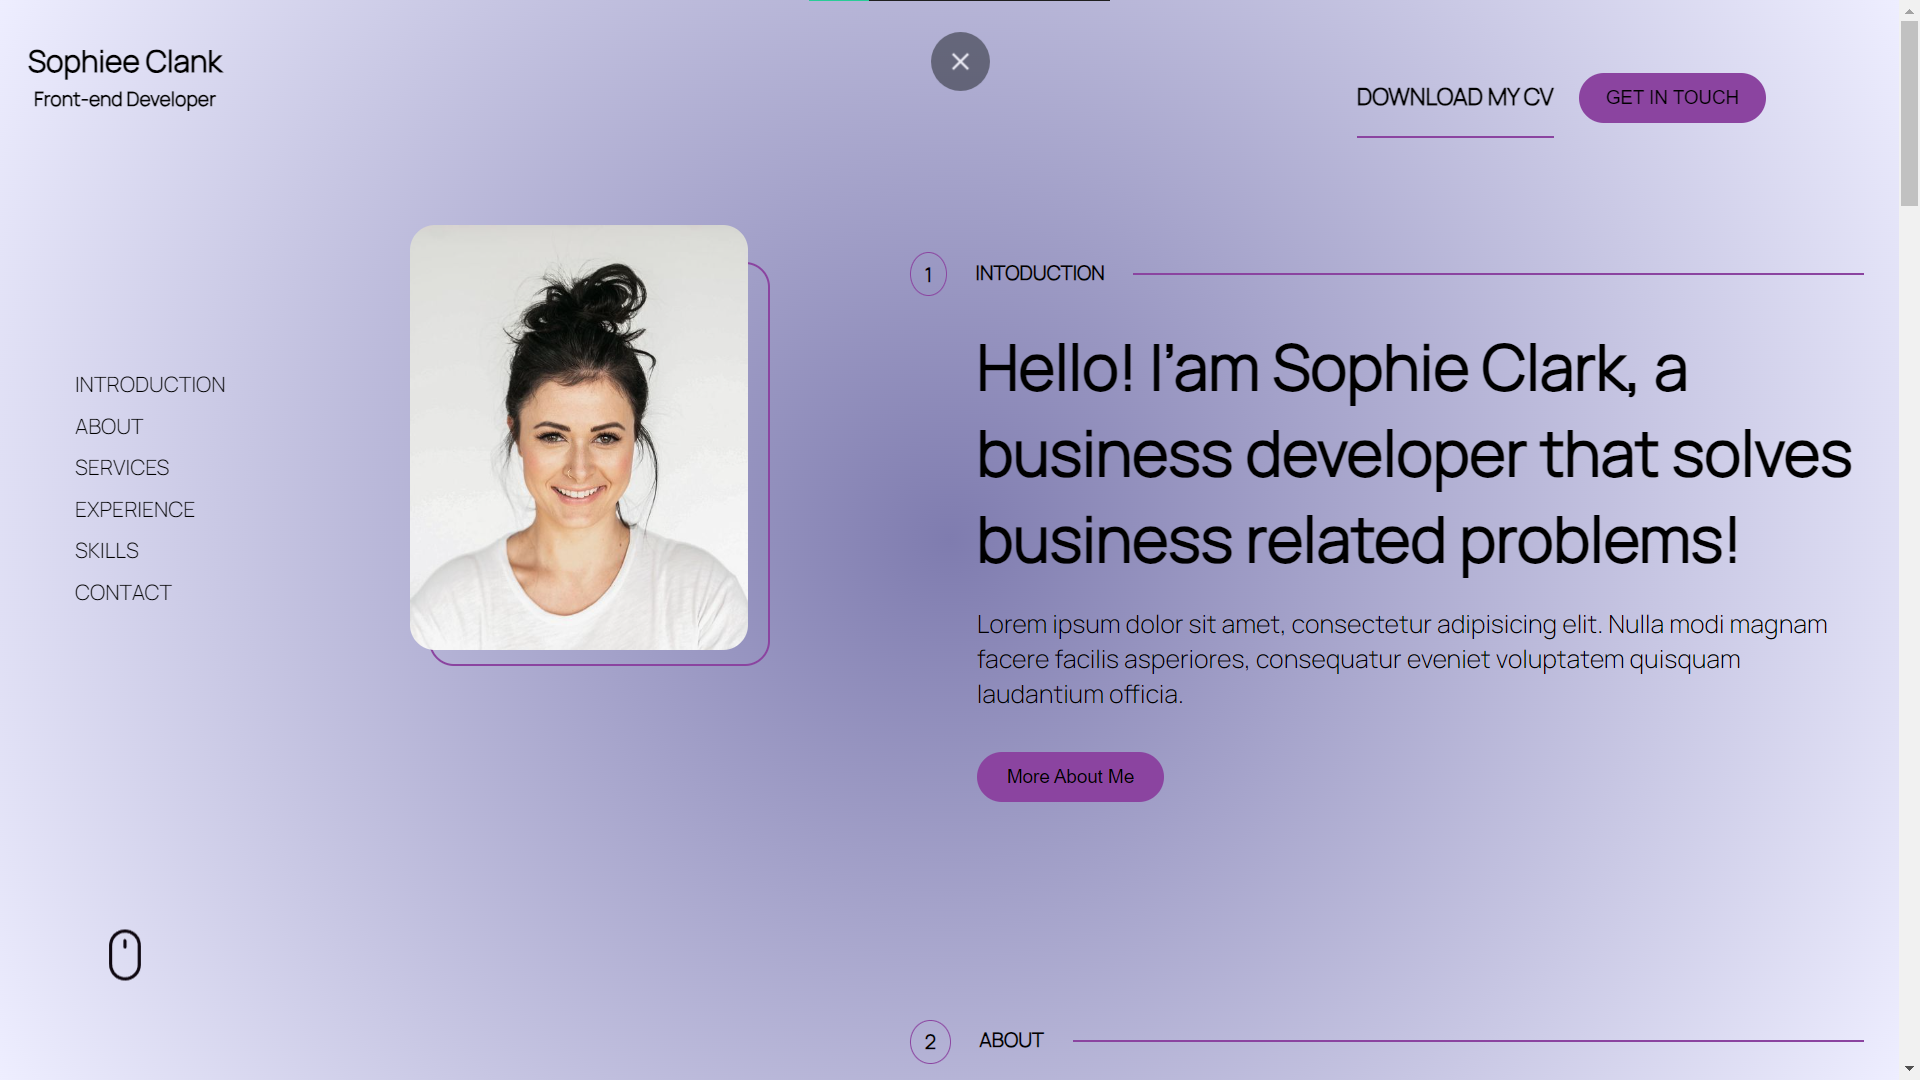 Sophiee Clank
Front-end Developer
DOWNLOAD MY CV
GET IN TOUCH
INTRODUCTION
ABOUT
SERVICES
EXPERIENCE
SKILLS
CONTACT
1 INTODUCTION
Hello! I'am Sophie Clark, a
business developer that solves
business related problems!
Lorem ipsum dolor sit amet, consectetur adipisicing elit. Nulla modi magnam
facere facilis asperiores, consequatur eveniet voluptatem quisquam
laudantium officia.
More About Me
2 ABOUT